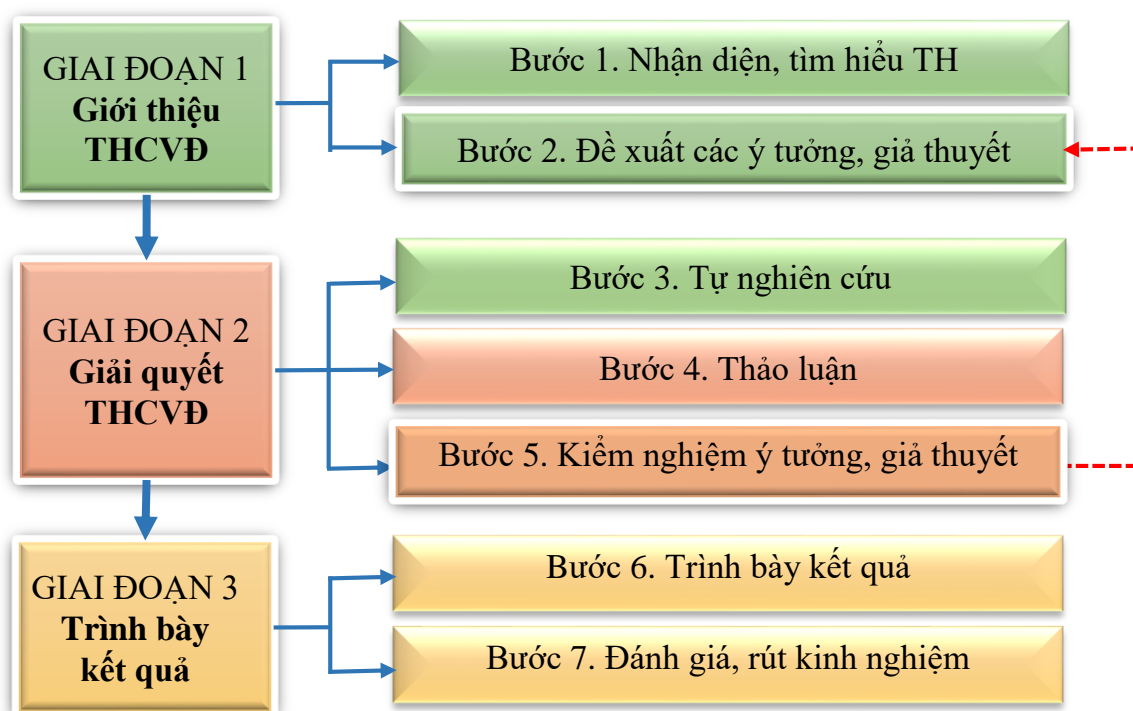 GIAI ĐOẠN 1
Giới thiệu
THCVĐ
Bước 1. Nhận diện, tìm hiểu TH
Bước 2. Đề xuất các ý tưởng, giả thuyết
GIAI ĐOẠN 2
Giải quyết
THCVĐ
Bước 3. Tự nghiên cứu
Bước 4. Thảo luận
Bước 5. Kiểm nghiệm ý tưởng, giả thuyết
GIAI ĐOẠN 3
Trình bày
kết quả
Bước 6. Trình bày kết quả
Bước 7. Đánh giá, rút kinh nghiệm